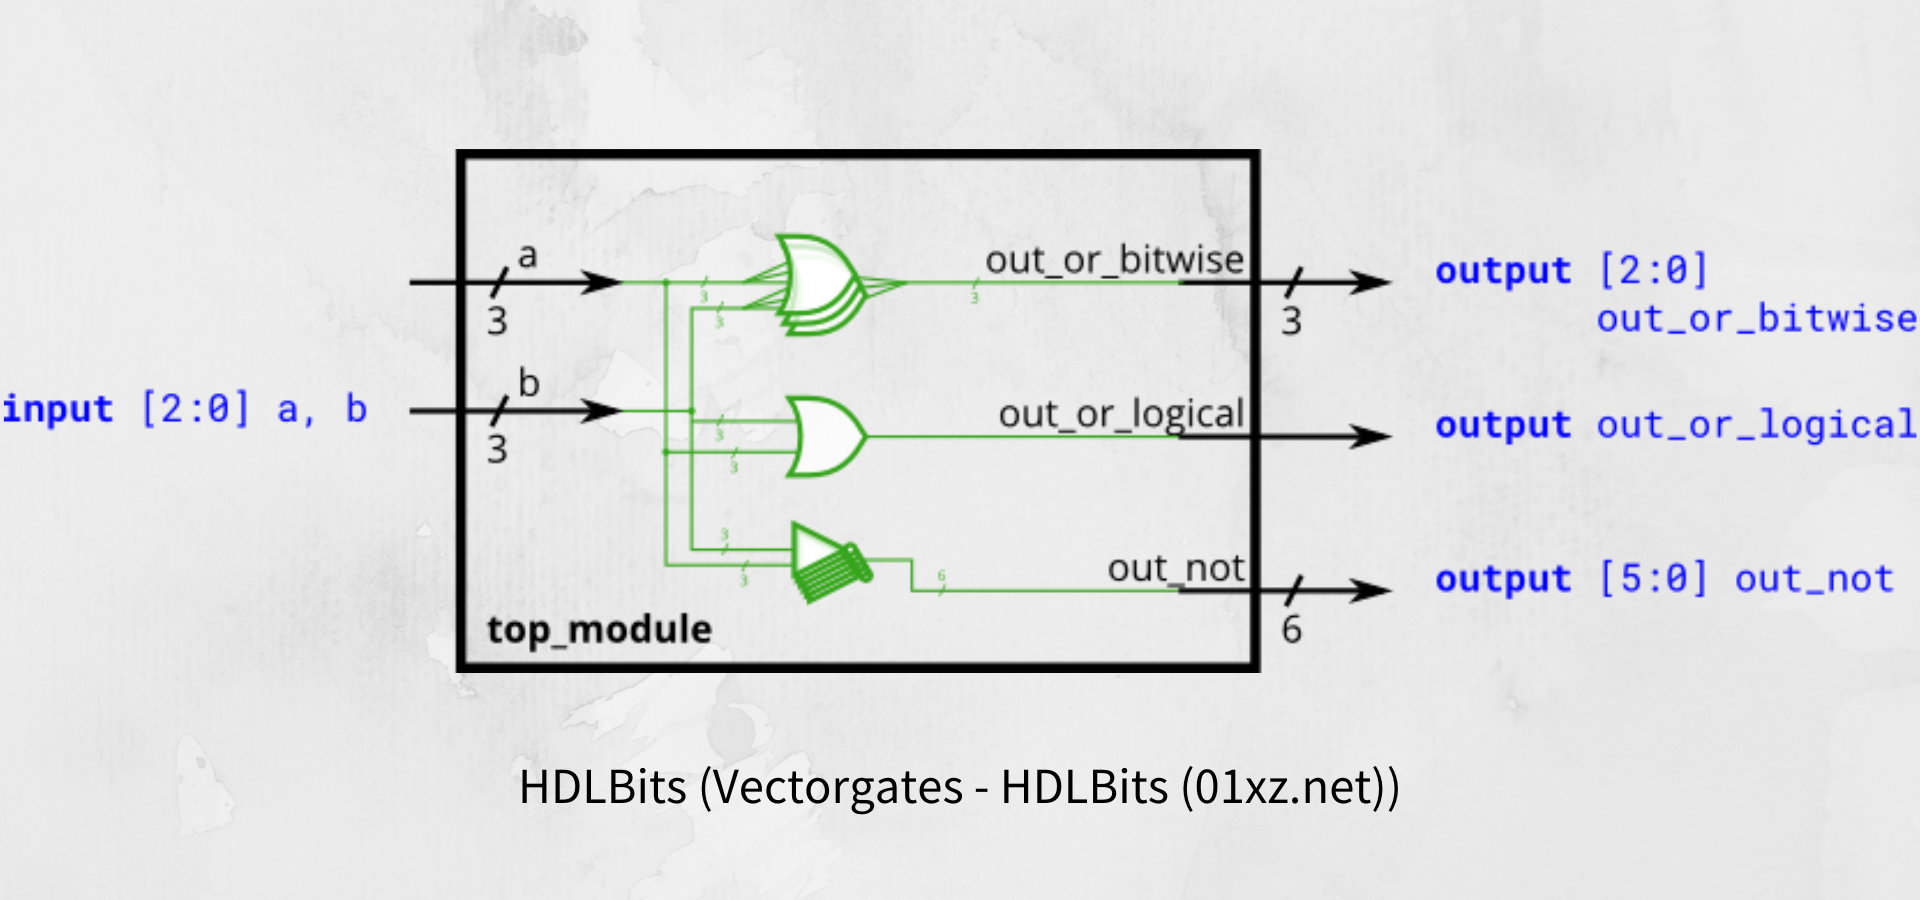 a
3
out_or_bitwise
3
output [2:0]
out_or_bitwise
3
3
3
input [2:0] a, b
b
3
out_or_logical
output out_or_logical
3
3
3
3
out_not
6
6
output [5:0] out_not
top_module
HDLBits (Vectorgates - HDLBits (01xz.net))